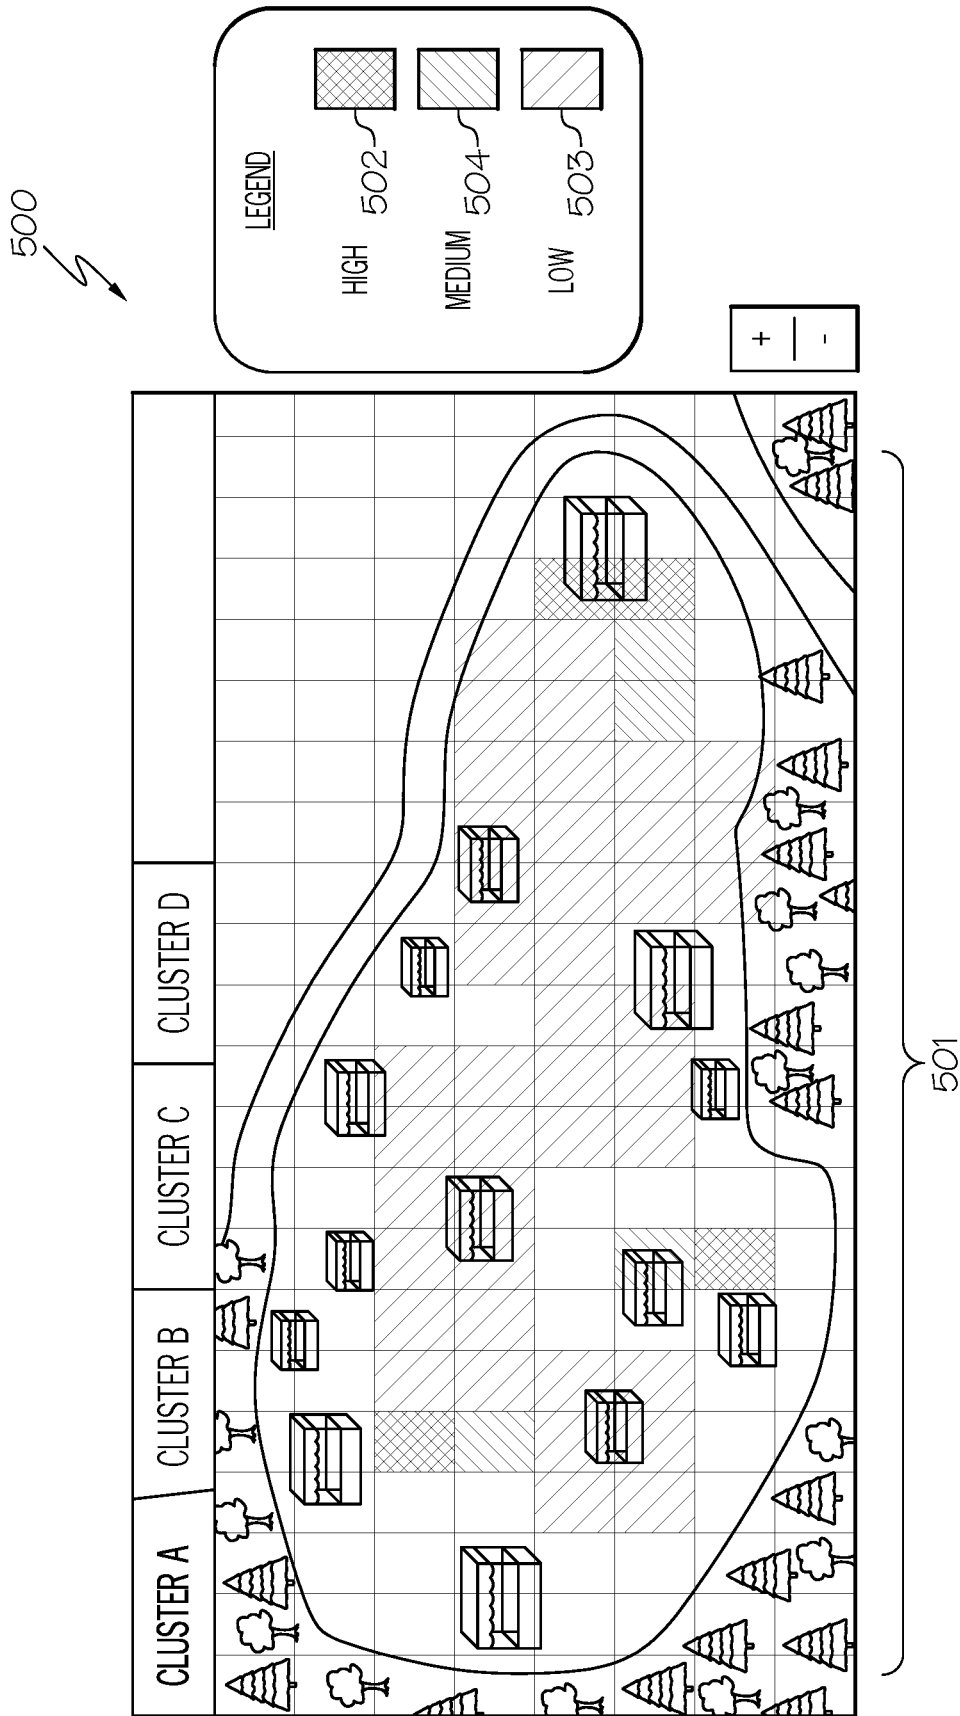 500
CLUSTER A
CLUSTER B
CLUSTER C
CLUSTER D
LEGEND
HIGH
502
MEDIUM
504
LOW
503
+
-
501